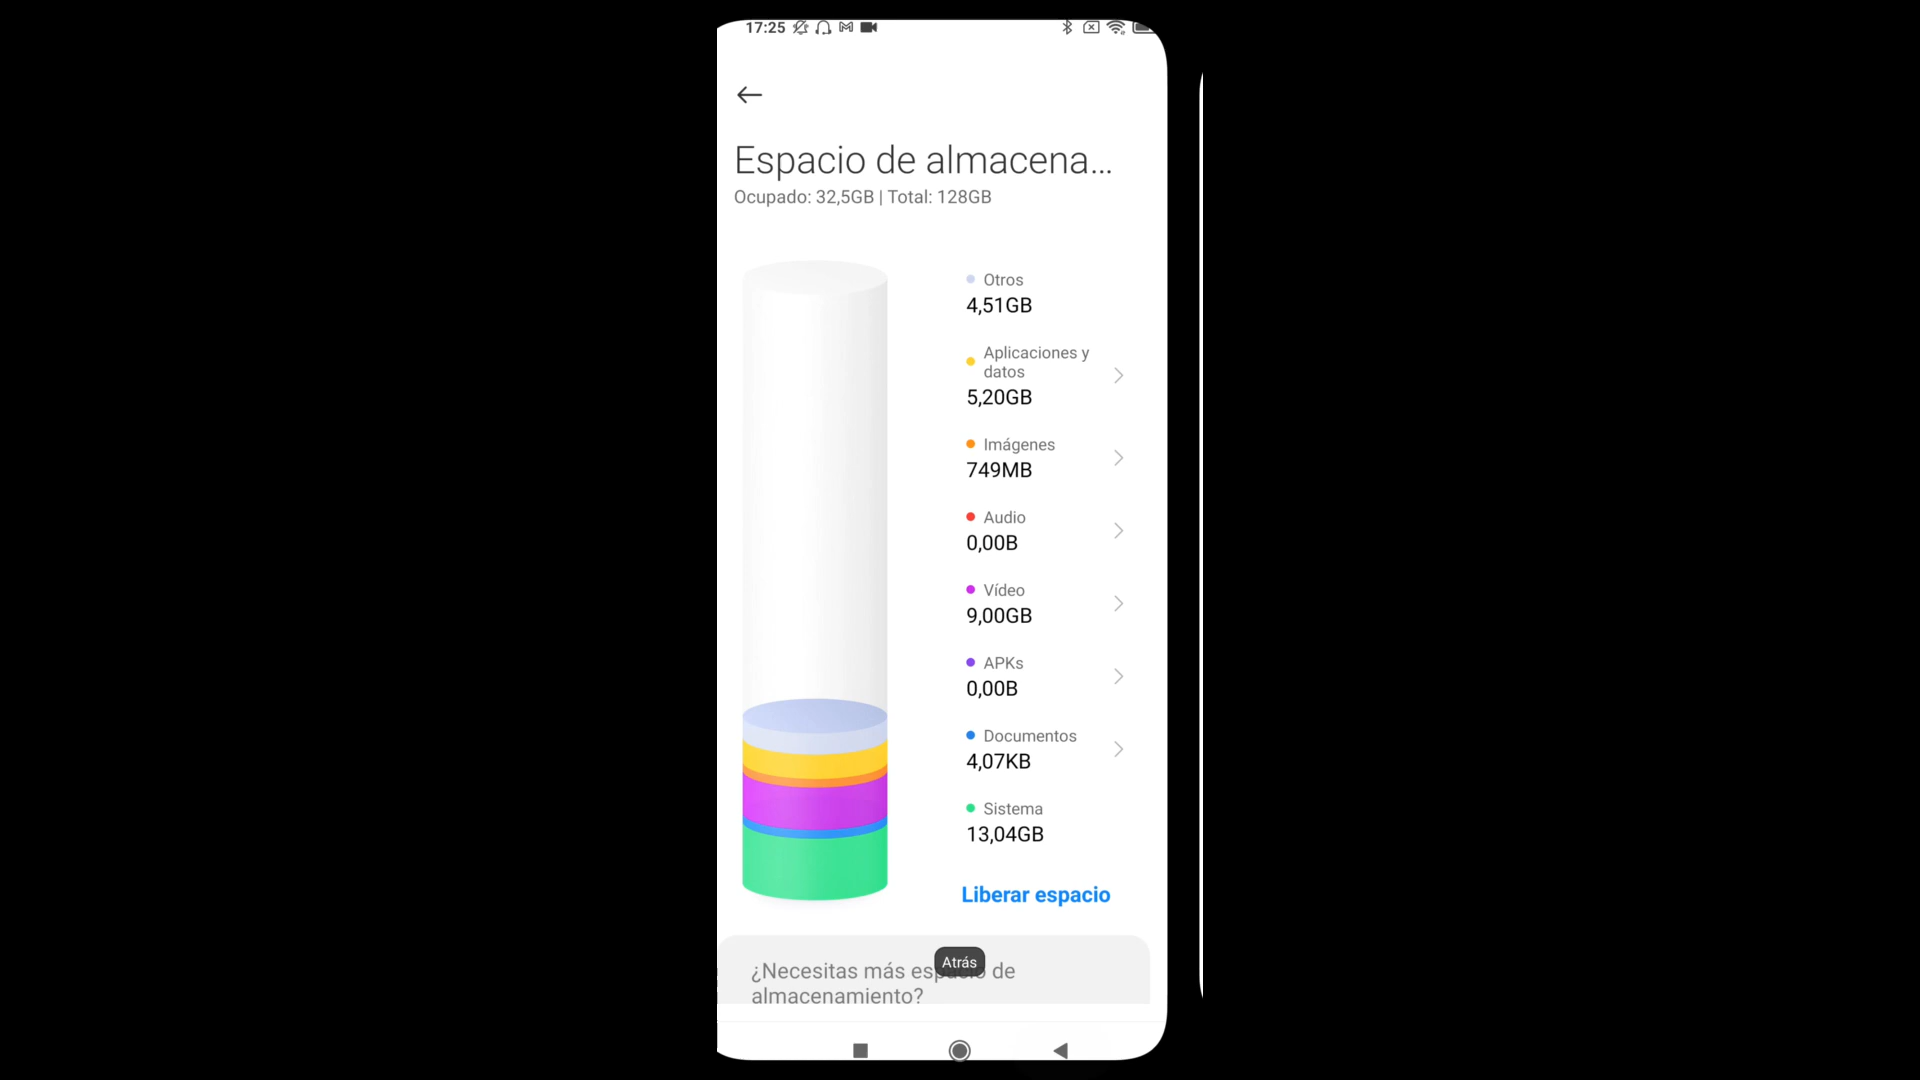 17:25
Espacio de almacena...
Ocupado: 32,5GB | Total: 128GB
Otros
4,51GB
Aplicaciones y
datos
5,20GB
Imágenes
749MB
Audio
0,00B
Vídeo
9,00GB
APKs
0,00B
Documentos
4,07KB
Sistema
13,04GB
Liberar espacio
¿Necesitas más espacio de
almacenamiento?
Atrás